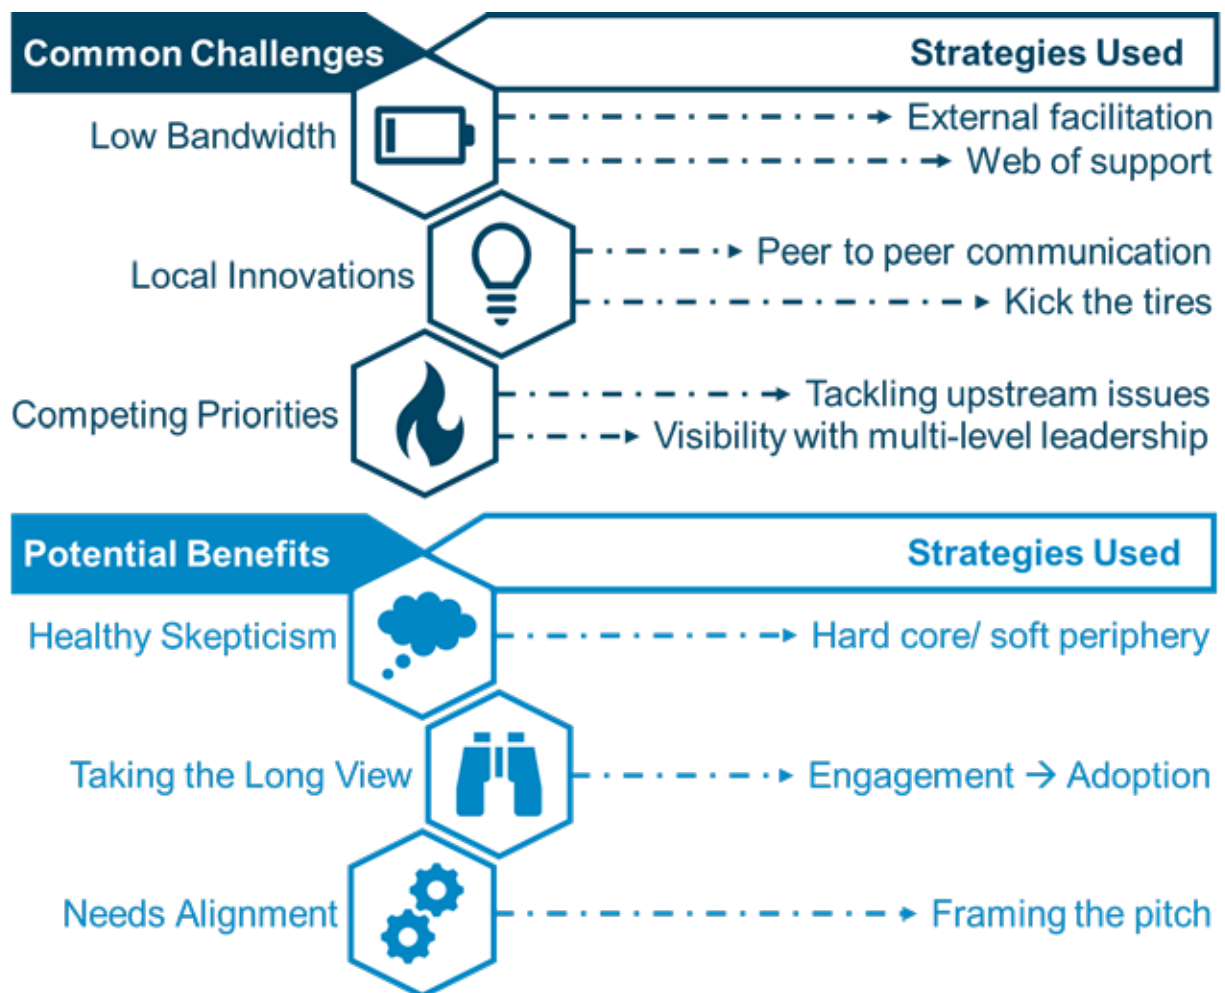 Common Challenges
Strategies Used
Low Bandwidth
External facilitation
Web of support
Local Innovations
Peer to peer communication
Kick the tires
Competing Priorities
Tackling upstream issues
Visibility with multi-level leadership
Potential Benefits
Strategies Used
Healthy Skepticism
Hard core/ soft periphery
Taking the Long View
Engagement → Adoption
Needs Alignment
Framing the pitch